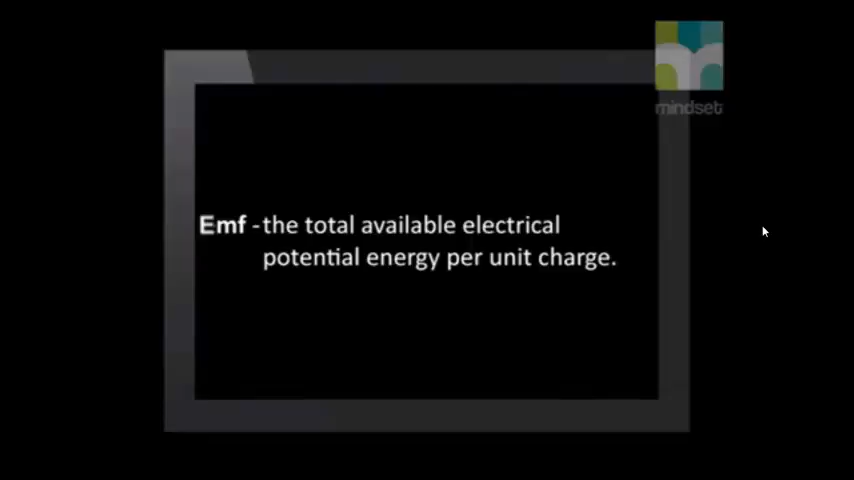 mindset
Emf - the total available electrical
potential energy per unit charge.